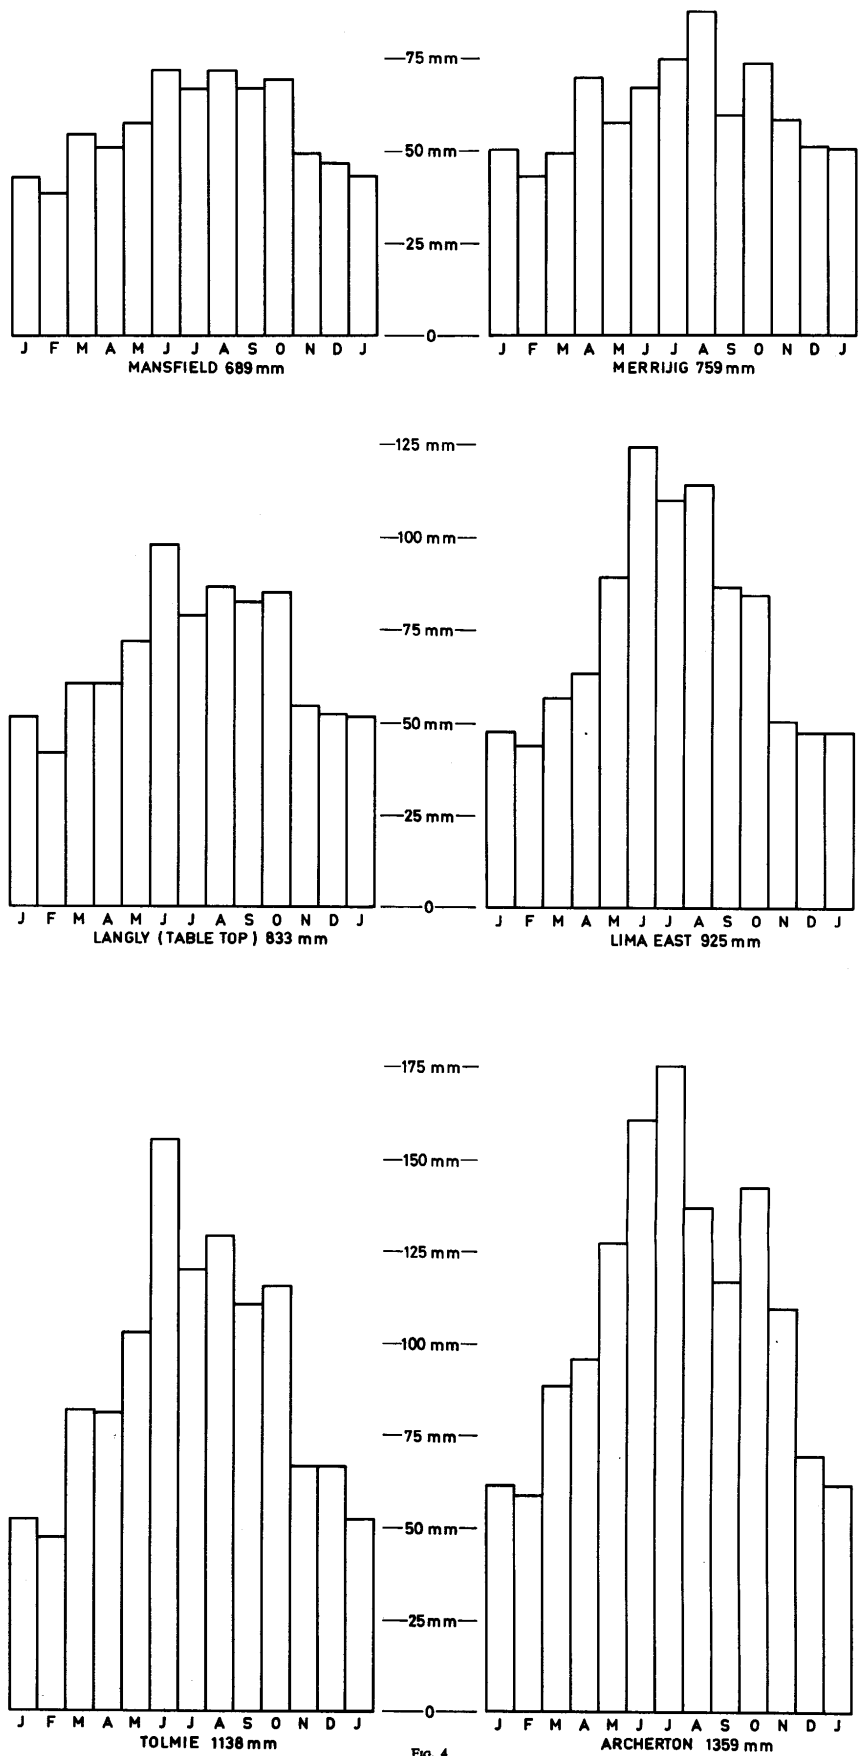 75 mm
50 mm
25 mm
0
J F M A M J J A S O N D J
MANSFIELD 689 mm
J F M A M J J A S O N D J
MERRIJIG 759 mm
125 mm
100 mm
75 mm
50 mm
25 mm
0
J F M A M J J A S O N D J
LANGLY (TABLE TOP) 833 mm
J F M A M J J A S O N D J
LIMA EAST 925 mm
175 mm
150 mm
125 mm
100 mm
75 mm
50 mm
25 mm
0
J F M A M J J A S O N D J
TOLMIE 1138 mm
J F M A M J J A S O N D J
ARCHERTON 1359 mm
FIG. 4